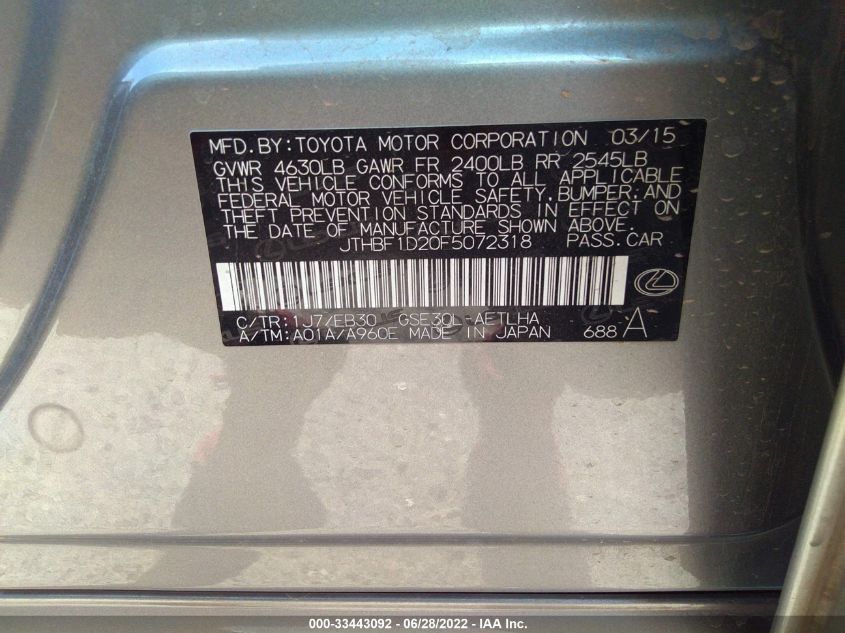 MFD.BY:TOYOTA MOTOR CORPORATION 03/15
GVWR 4630LB GAWR FR 2400LB RR 2545LB
THIS VEHICLE CONFORMS TO ALL APPLICABLE
FEDERAL MOTOR VEHICLE SAFETY,BUMPER,AND
THEFT PREVENTION STANDARDS IN EFFECT ON
THE DATE OF MANUFACTURE SHOWN ABOVE.
JTHBF1D20F5072318 PASS.CAR
C/TR:1J7/EB30 GSE30L-AETLHA
A/TM:A01A/A960E MADE IN JAPAN 688 A
000-33443092 - 06/28/2022 - IAA Inc.